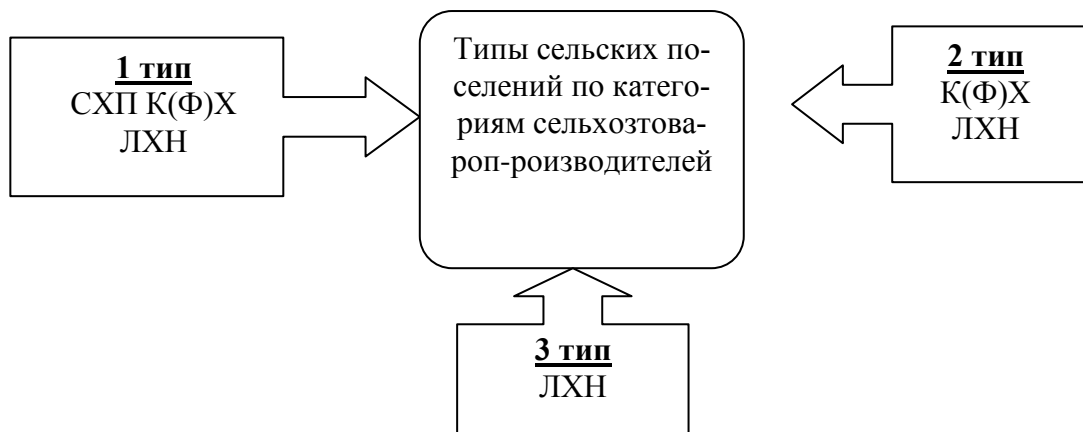 1 тип
СХП К(Ф)Х
ЛХН
Типы сельских по-
селений по катего-
риям сельхозтова-
роп-роизводителей
2 тип
К(Ф)Х
ЛХН
3 тип
ЛХН